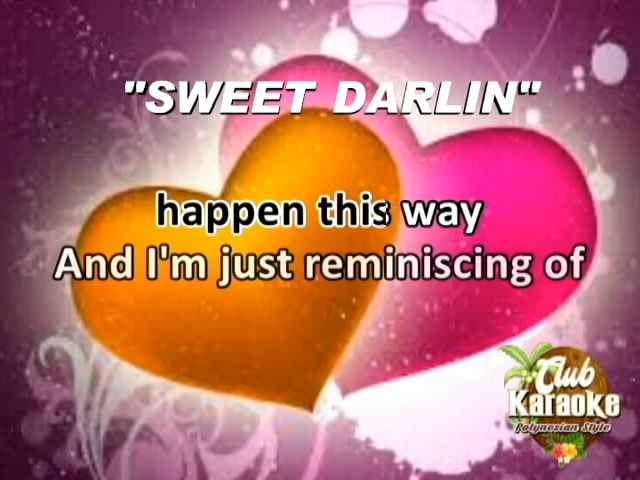 "SWEET DARLIN"
happen this way
And I'm just reminiscing of
Club
Karaoke
Polynesian Style